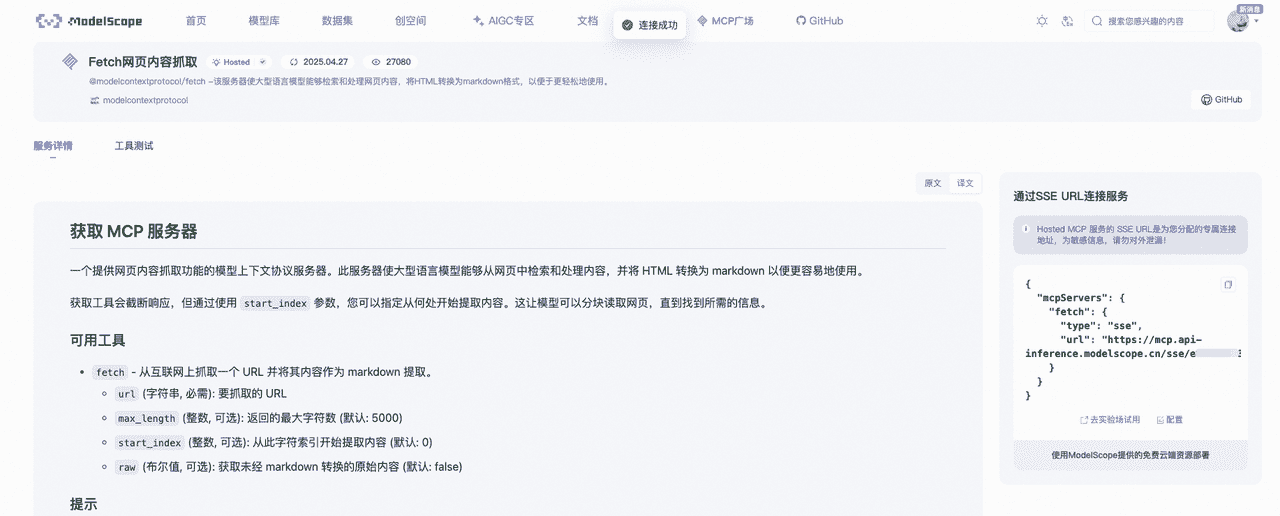 ModelScope 首页 模型库 数据集 创空间 AIGC专区 文档 连接成功 MCP广场 GitHub 搜索您感兴趣的内容 新消息
Fetch网页内容抓取 Hosted 2025.04.27 27080
@modelcontextprotocol/fetch -该服务器使大型语言模型能够检索和处理网页内容，将HTML转换为markdown格式，以便于更轻松地使用。
modelcontextprotocol
GitHub
服务详情 工具测试
原文 译文
获取 MCP 服务器
一个提供网页内容抓取功能的模型上下文协议服务器。此服务器使大型语言模型能够从网页中检索和处理内容，并将 HTML 转换为 markdown 以便更容易地使用。
获取工具会截断响应，但通过使用 start_index 参数，您可以指定从何处开始提取内容。这让模型可以分块读取网页，直到找到所需的信息。
可用工具
fetch - 从互联网上抓取一个 URL 并将其内容作为 markdown 提取。
url (字符串, 必需): 要抓取的 URL
max_length (整数, 可选): 返回的最大字符数 (默认: 5000)
start_index (整数, 可选): 从此字符索引开始提取内容 (默认: 0)
raw (布尔值, 可选): 获取未经 markdown 转换的原始内容 (默认: false)
提示
通过SSE URL连接服务
Hosted MCP 服务的 SSE URL是为您分配的专属连接
地址，为敏感信息，请勿对外泄漏！
{
"mcpServers": {
"fetch": {
"type": "sse",
"url": "https://mcp.api-
inference.modelscope.cn/sse/e
}
}
}
去实验场试用 配置
使用ModelScope提供的免费云端资源部署